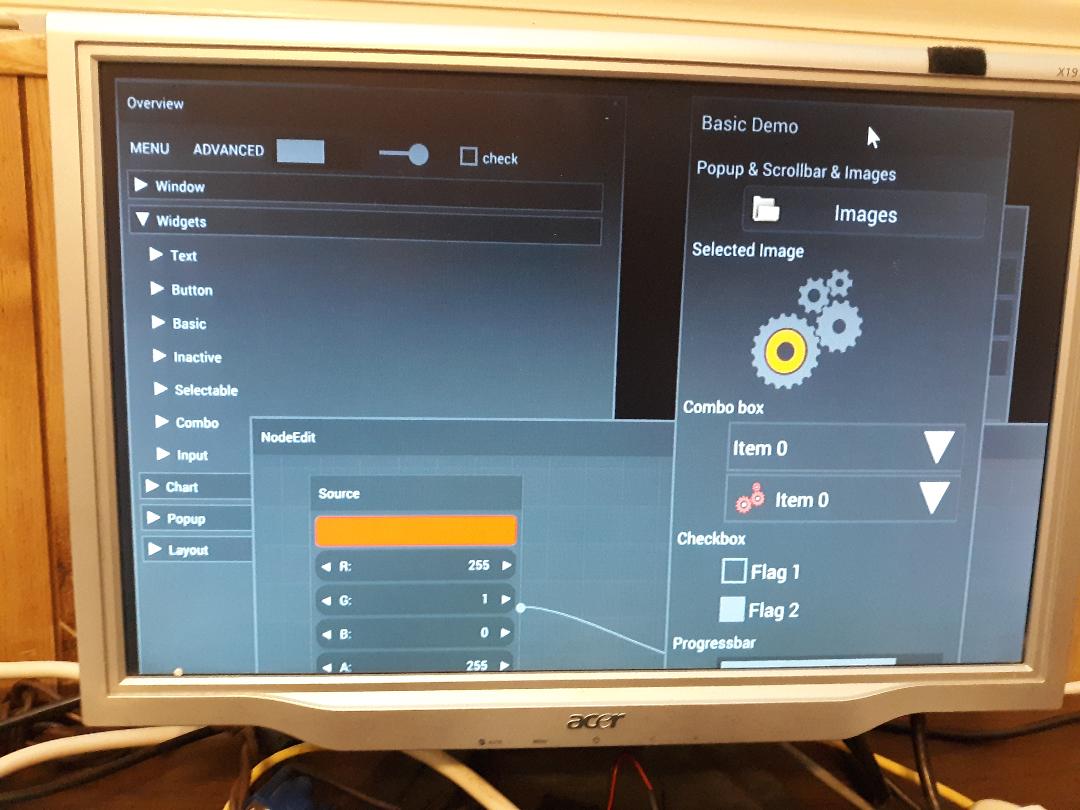 X19
Overview
MENU ADVANCED check
Window
Widgets
Text
Button
Basic
Inactive
Selectable
Combo
Input
Chart
Popup
Layout
NodeEdit
Source
R: 255
G: 1
B: 0
A: 255
Basic Demo
Popup & Scrollbar & Images
Images
Selected Image
Combo box
Item 0
Item 0
Checkbox
Flag 1
Flag 2
Progressbar
acer